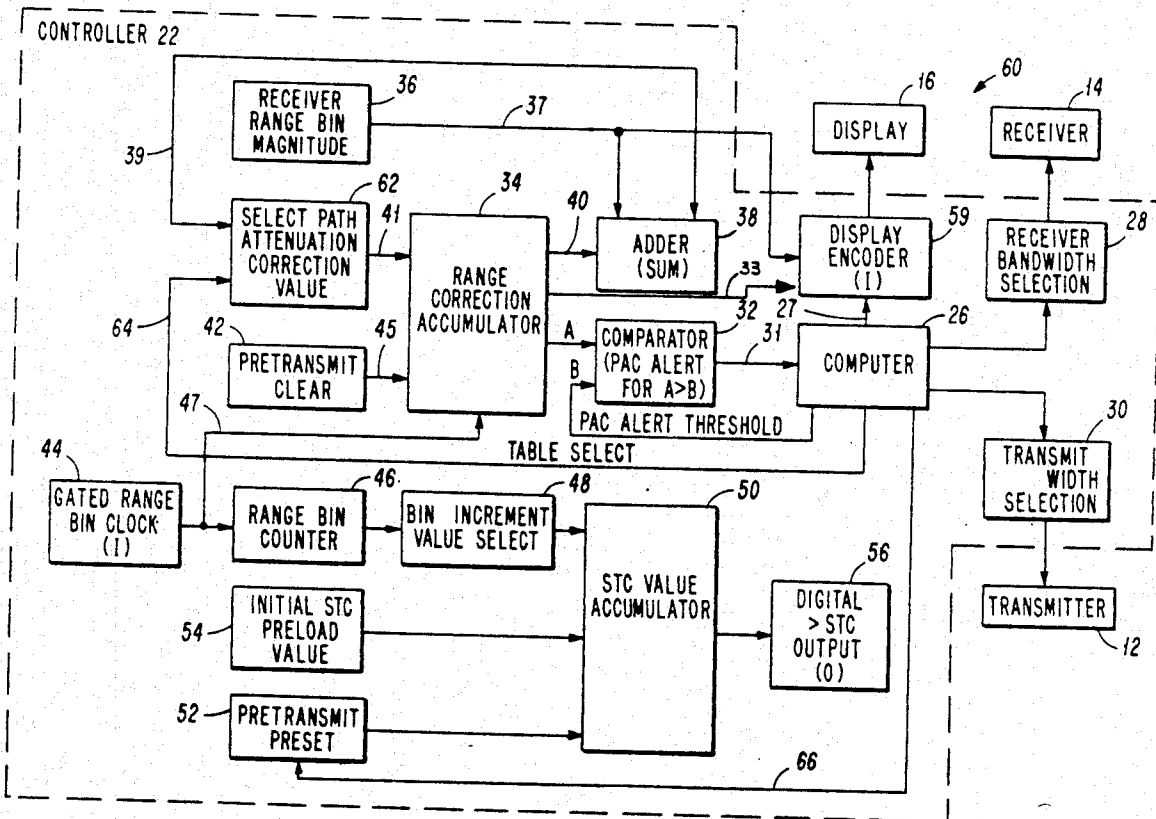 CONTROLLER 22
36
RECEIVER
RANGE BIN
MAGNITUDE
37
39
16
DISPLAY
60
14
RECEIVER
62
SELECT PATH
ATTENUATION
CORRECTION
VALUE
41
34
RANGE
CORRECTION
ACCUMULATOR
40
ADDER
(SUM)
38
33
59
DISPLAY
ENCODER
(I)
28
RECEIVER
BANDWIDTH
SELECTION
64
42
PRETRANSMIT
CLEAR
45
A
B
32
COMPARATOR
(PAC ALERT
FOR A>B)
31
27
26
COMPUTER
PAC ALERT THRESHOLD
47
TABLE SELECT
44
GATED RANGE
BIN CLOCK
(I)
46
RANGE BIN
COUNTER
48
BIN INCREMENT
VALUE SELECT
50
STC VALUE
ACCUMULATOR
30
TRANSMIT
WIDTH
SELECTION
54
INITIAL STC
PRELOAD
VALUE
56
DIGITAL
> STC
OUTPUT
(O)
TRANSMITTER
12
52
PRETRANSMIT
PRESET
66